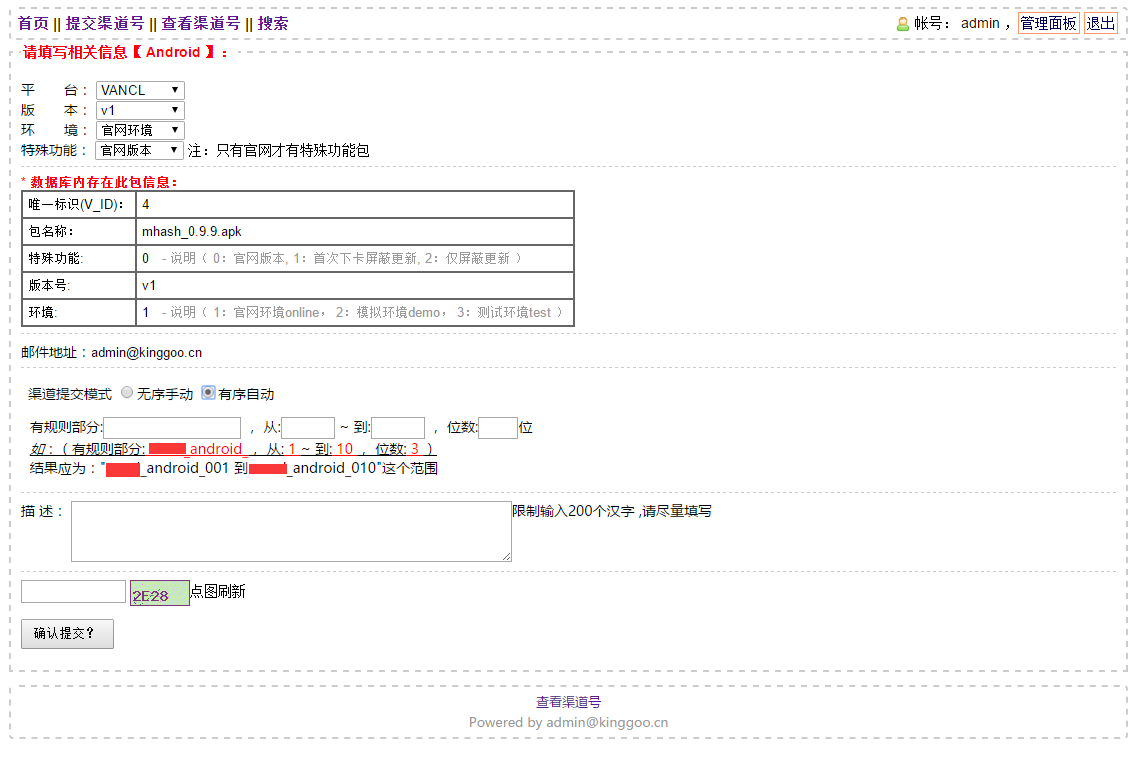 首页 || 提交渠道号 || 查看渠道号 || 搜索 帐号： admin ， 管理面板 退出
请填写相关信息【 Android 】：
平 台： VANCL
版 本： v1
环 境： 官网环境
特殊功能： 官网版本 注：只有官网才有特殊功能包
* 数据库内存在此包信息：
唯一标识(V_ID)： 4
包名称： mhash_0.9.9.apk
特殊功能: 0 - 说明（ 0：官网版本, 1：首次下卡屏蔽更新, 2：仅屏蔽更新 ）
版本号: v1
环境: 1 - 说明（ 1：官网环境online， 2：模拟环境demo， 3：测试环境test ）
邮件地址：admin@kinggoo.cn
渠道提交模式 无序手动 有序自动
有规则部分: ，从: ~ 到: ，位数: 位
如：( 有规则部分: _android_ ，从: 1 ~ 到: 10 ，位数: 3 )
结果应为："_android_001 到 _android_010"这个范围
描 述： 限制输入200个汉字 ,请尽量填写
2E28 点图刷新
确认提交?
查看渠道号
Powered by admin@kinggoo.cn